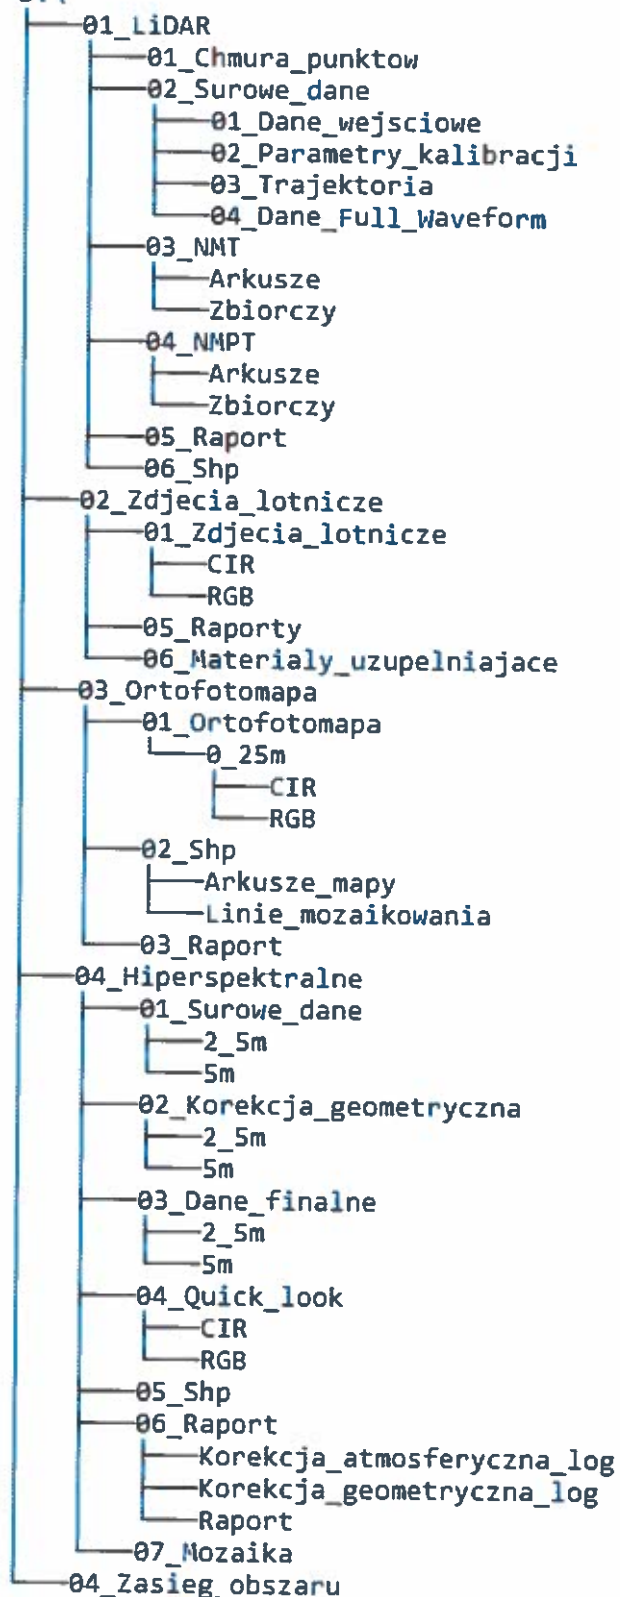 01_LiDAR
01_Chmura_punktow
02_Surowe_dane
01_Dane_wejsciowe
02_Parametry_kalibracji
03_Trajektoria
04_Dane_Full_Waveform
03_NMT
Arkusze
Zbiorczy
04_NMPT
Arkusze
Zbiorczy
05_Raport
06_Shp
02_Zdjecia_lotnicze
01_Zdjecia_lotnicze
CIR
RGB
05_Raporty
06_Materialy_uzupelniajace
03_Ortofotomapa
01_Ortofotomapa
0_25m
CIR
RGB
02_Shp
Arkusze_mapy
Linie_mozaikowania
03_Raport
04_Hiperspektralne
01_Surowe_dane
2_5m
5m
02_Korekcja_geometryczna
2_5m
5m
03_Dane_finalne
2_5m
5m
04_Quick_look
CIR
RGB
05_Shp
06_Raport
Korekcja_atmosferyczna_log
Korekcja_geometryczna_log
Raport
07_Mozaika
04_Zasieg_obszaru